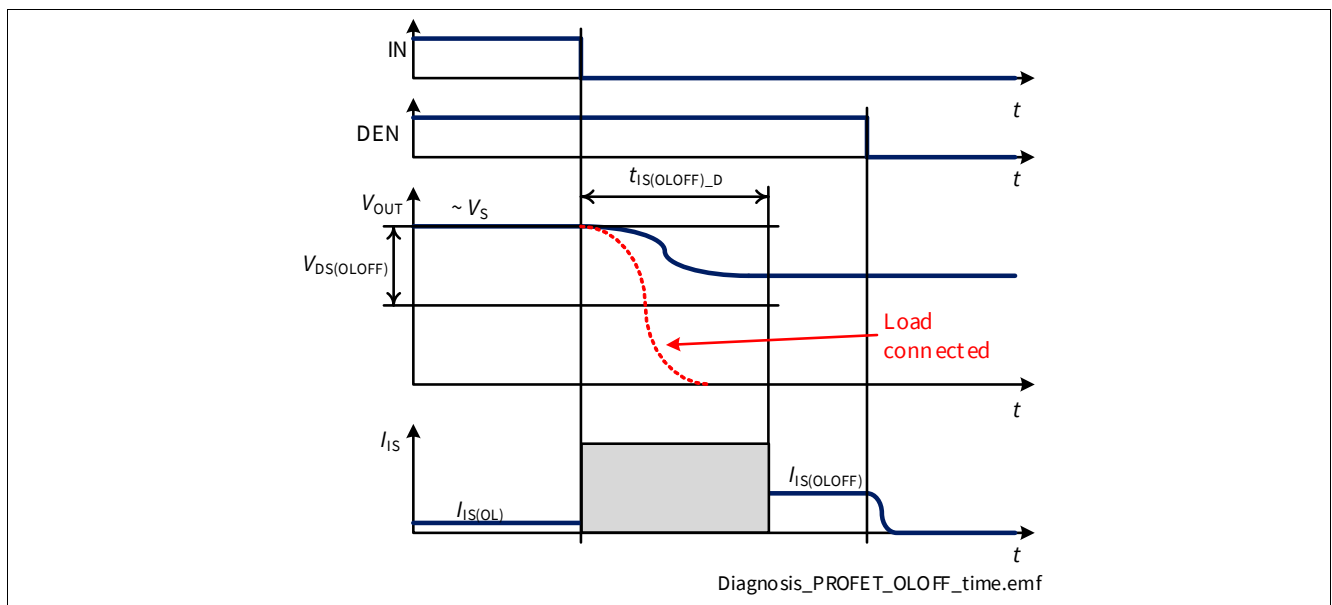 IN
t
DEN
t
tIS(OLOFF)_D
VOUT
~ VS
VDS(OLOFF)
Load
connected
t
IIS
IIS(OLOFF)
IIS(OL)
t
Diagnosis_PROFET_OLOFF_time.emf